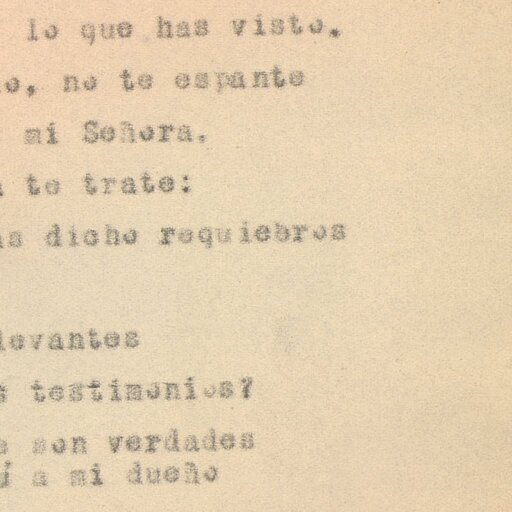 lo que has visto.
o, no te espante
mi Señora.
te trate:
as dicho requiebros
levantes
s testimonios?
son verdades
ú a mi dueño